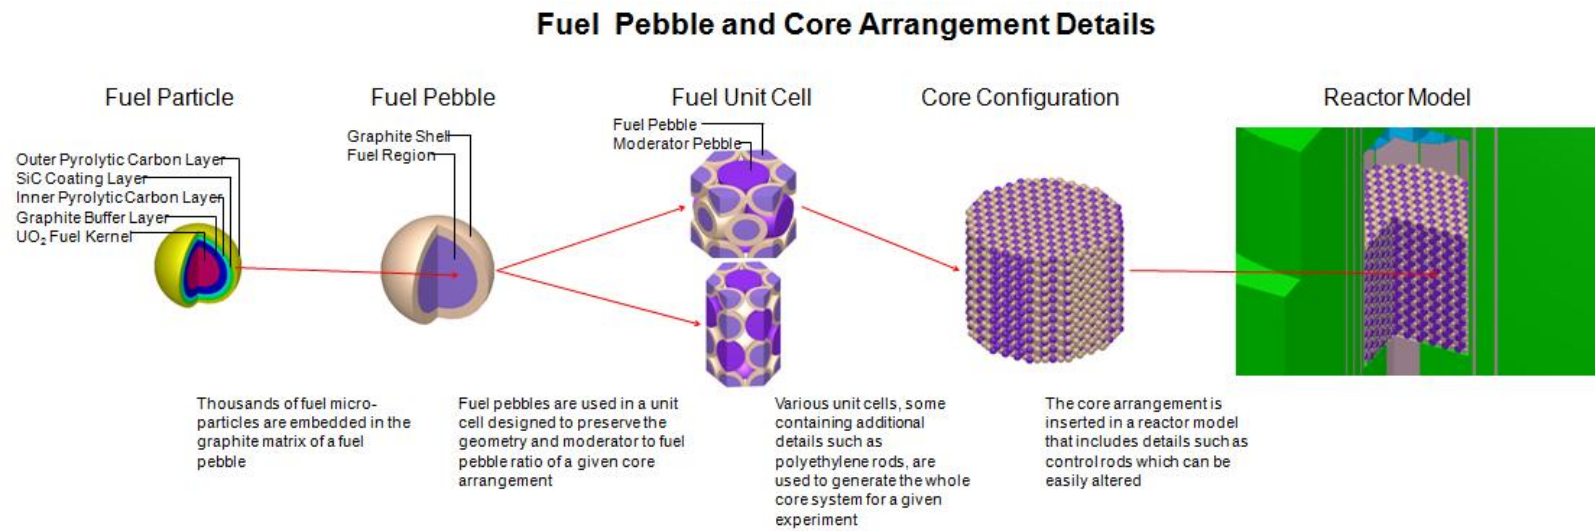 Fuel Pebble and Core Arrangement Details
Fuel Particle
Fuel Pebble
Fuel Unit Cell
Core Configuration
Reactor Model
Outer Pyrolytic Carbon Layer
SiC Coating Layer
Inner Pyrolytic Carbon Layer
Graphite Buffer Layer
UO₂ Fuel Kernel
Graphite Shell
Fuel Region
Fuel Pebble
Moderator Pebble
Thousands of fuel micro-
particles are embedded in the
graphite matrix of a fuel
pebble
Fuel pebbles are used in a unit
cell designed to preserve the
geometry and moderator to fuel
pebble ratio of a given core
arrangement
Various unit cells, some
containing additional
details such as
polyethylene rods, are
used to generate the whole
core system for a given
experiment
The core arrangement is
inserted in a reactor model
that includes details such as
control rods which can be
easily altered